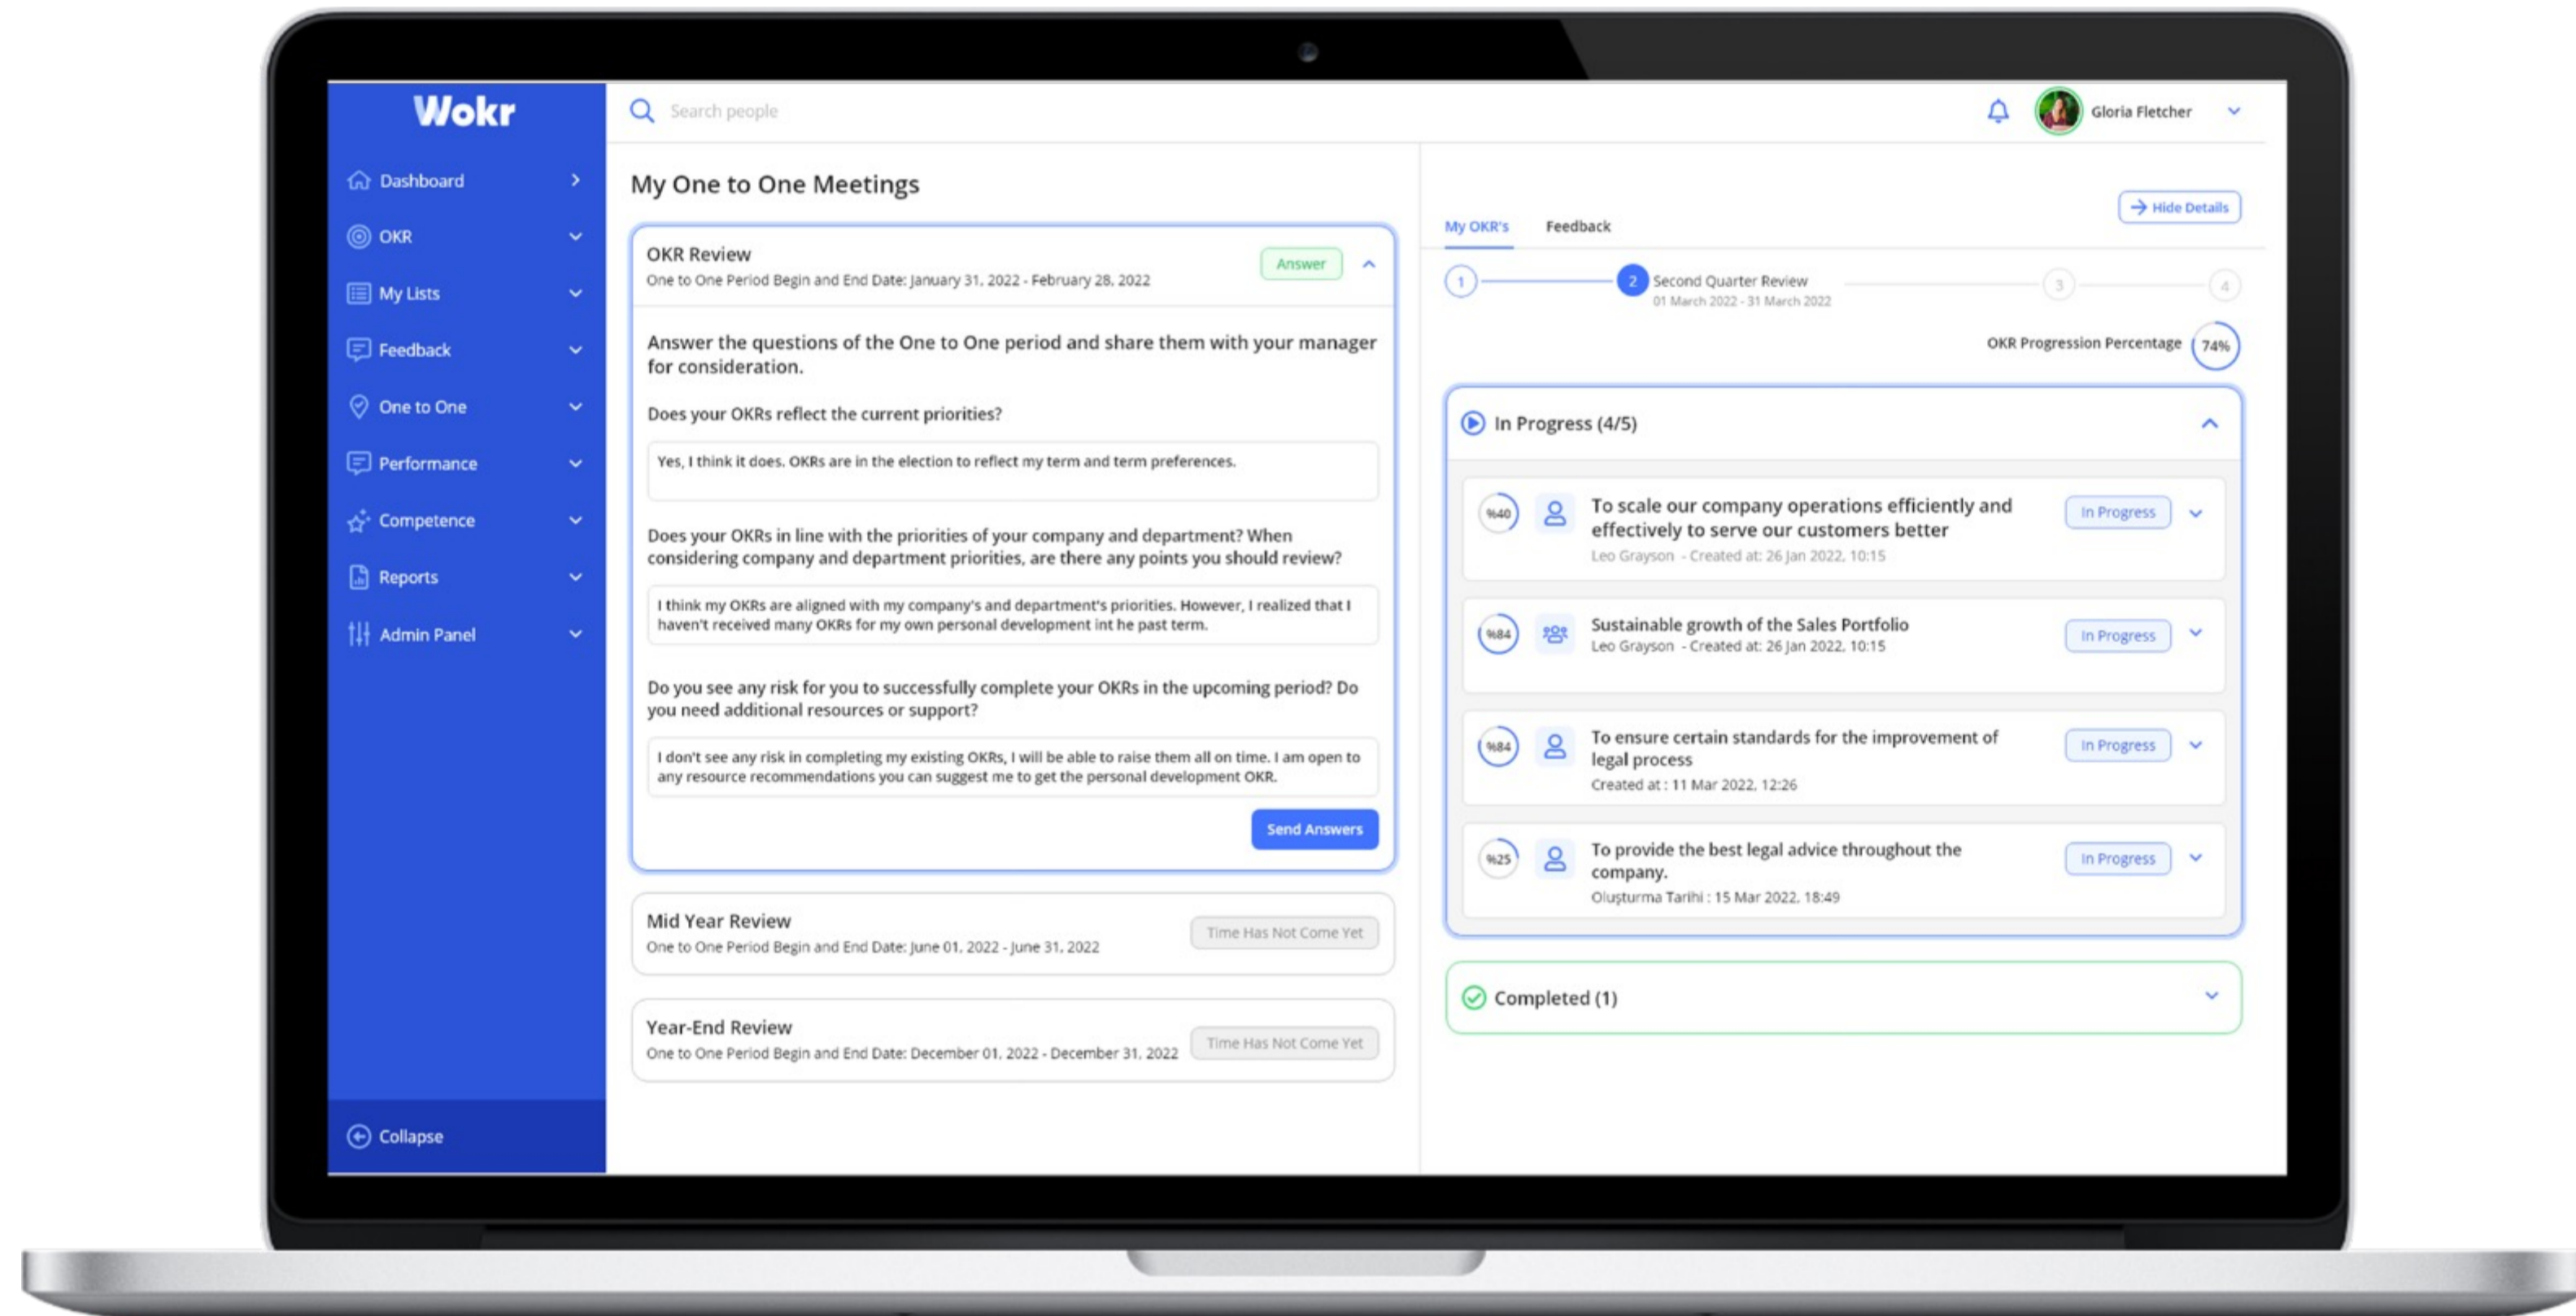 Wokr
Search people
Gloria Fletcher
Dashboard
OKR
My Lists
Feedback
One to One
Performance
Competence
Reports
Admin Panel
Collapse
My One to One Meetings
OKR Review
One to One Period Begin and End Date: January 31, 2022 - February 28, 2022
Answer
Answer the questions of the One to One period and share them with your manager
for consideration.
Does your OKRs reflect the current priorities?
Yes, I think it does. OKRs are in the election to reflect my term and term preferences.
Does your OKRs in line with the priorities of your company and department? When
considering company and department priorities, are there any points you should review?
I think my OKRs are aligned with my company's and department's priorities. However, I realized that I
haven't received many OKRs for my own personal development int he past term.
Do you see any risk for you to successfully complete your OKRs in the upcoming period? Do
you need additional resources or support?
I don't see any risk in completing my existing OKRs, I will be able to raise them all on time. I am open to
any resource recommendations you can suggest me to get the personal development OKR.
Send Answers
Mid Year Review
One to One Period Begin and End Date: June 01, 2022 - June 31, 2022
Time Has Not Come Yet
Year-End Review
One to One Period Begin and End Date: December 01, 2022 - December 31, 2022
Time Has Not Come Yet
Hide Details
My OKR's
Feedback
1
2
Second Quarter Review
01 March 2022 - 31 March 2022
3
4
OKR Progression Percentage
74%
In Progress (4/5)
%40
To scale our company operations efficiently and
effectively to serve our customers better
Leo Grayson - Created at: 26 Jan 2022, 10:15
In Progress
%84
Sustainable growth of the Sales Portfolio
Leo Grayson - Created at: 26 Jan 2022, 10:15
In Progress
%84
To ensure certain standards for the improvement of
legal process
Created at : 11 Mar 2022, 12:26
In Progress
%25
To provide the best legal advice throughout the
company.
Oluşturma Tarihi : 15 Mar 2022, 18:49
In Progress
Completed (1)